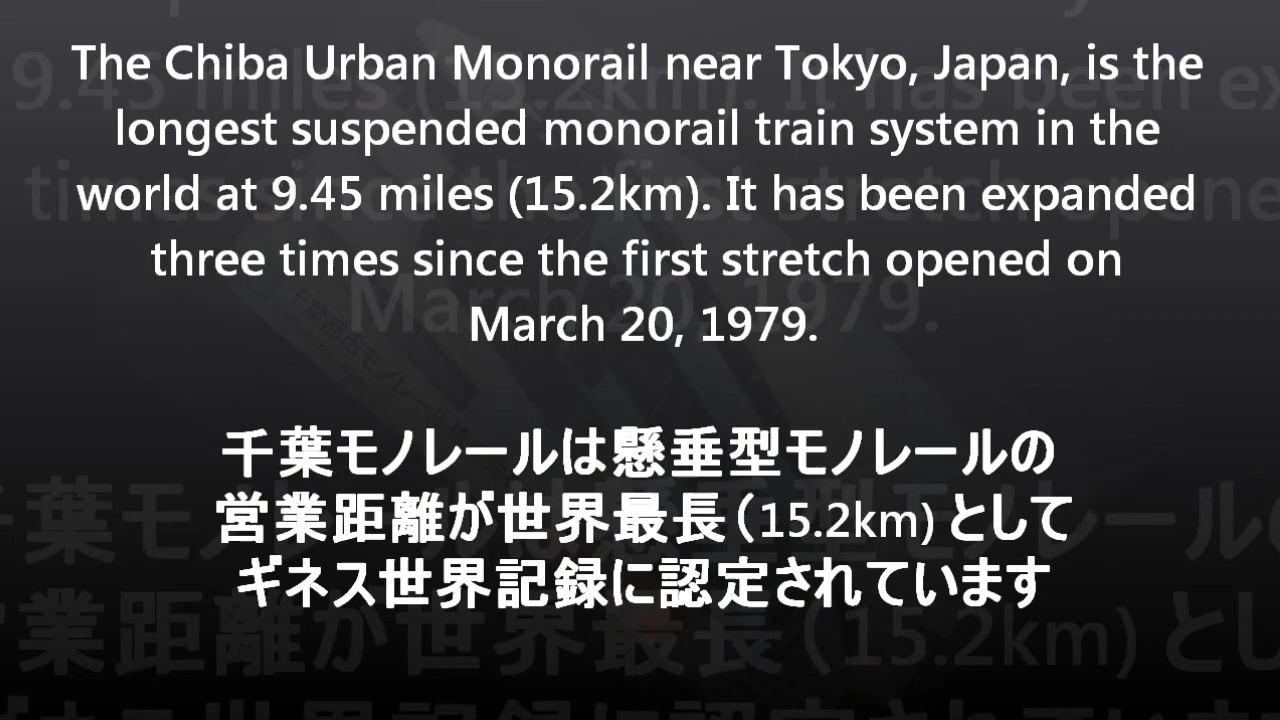 The Chiba Urban Monorail near Tokyo, Japan, is the
longest suspended monorail train system in the
world at 9.45 miles (15.2km). It has been expanded
three times since the first stretch opened on
March 20, 1979.
千葉モノレールは懸垂型モノレールの
営業距離が世界最長（15.2km) として
ギネス世界記録に認定されています